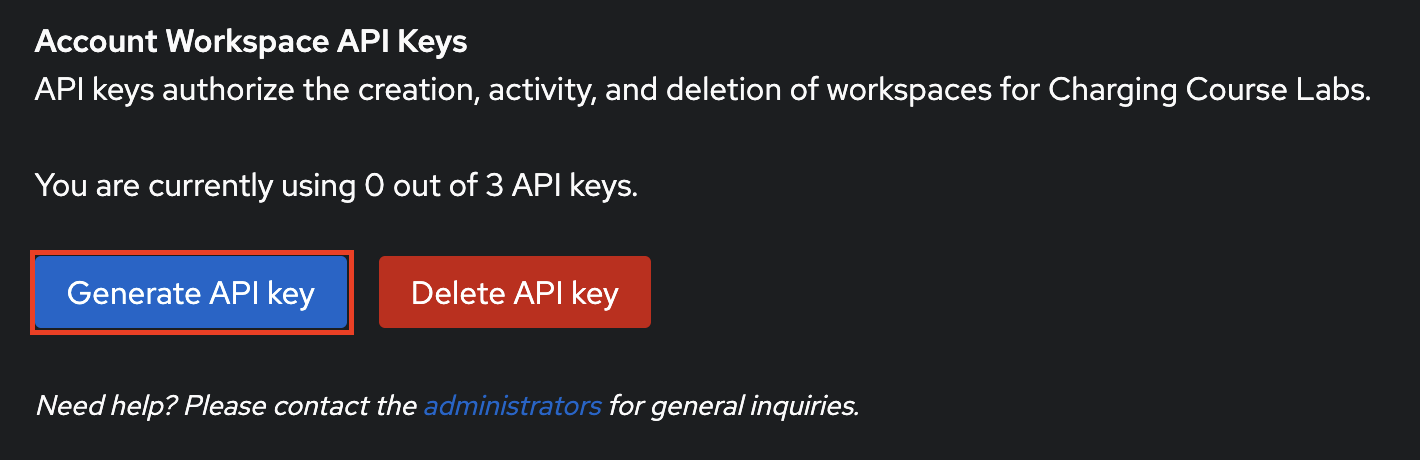 Account Workspace API Keys
API keys authorize the creation, activity, and deletion of workspaces for Charging Course Labs.
You are currently using 0 out of 3 API keys.
Generate API key
Delete API key
Need help? Please contact the administrators for general inquiries.